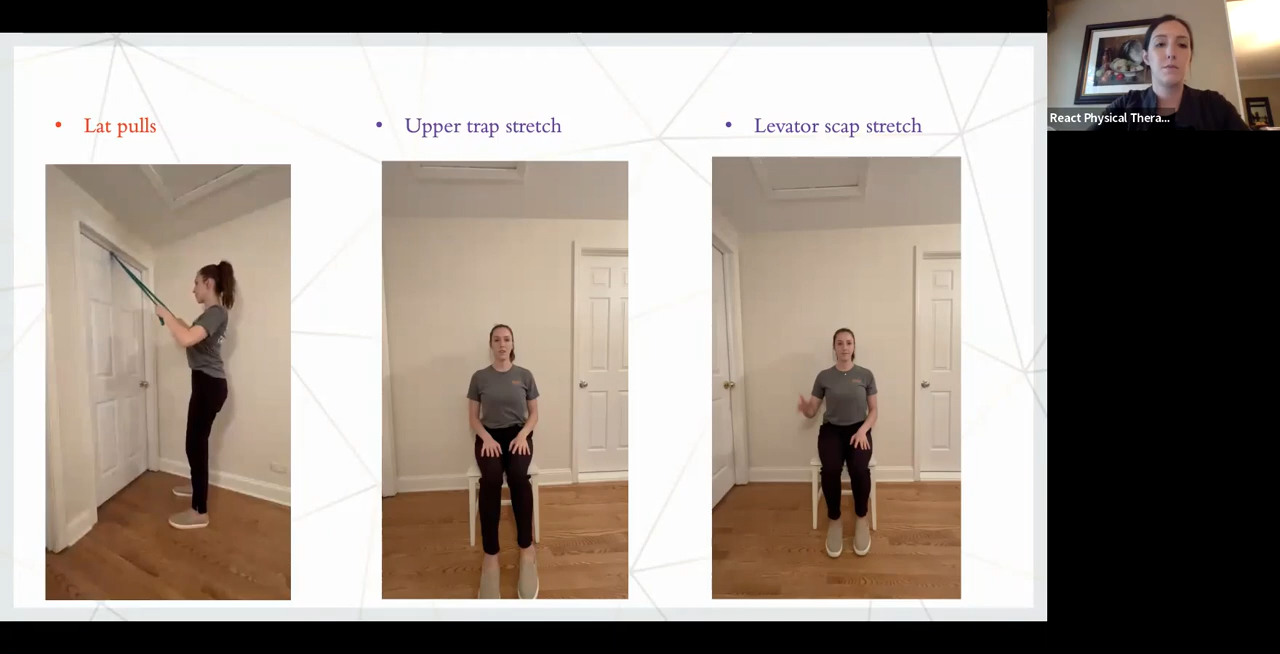 • Lat pulls
• Upper trap stretch
• Levator scap stretch
React Physical Thera...